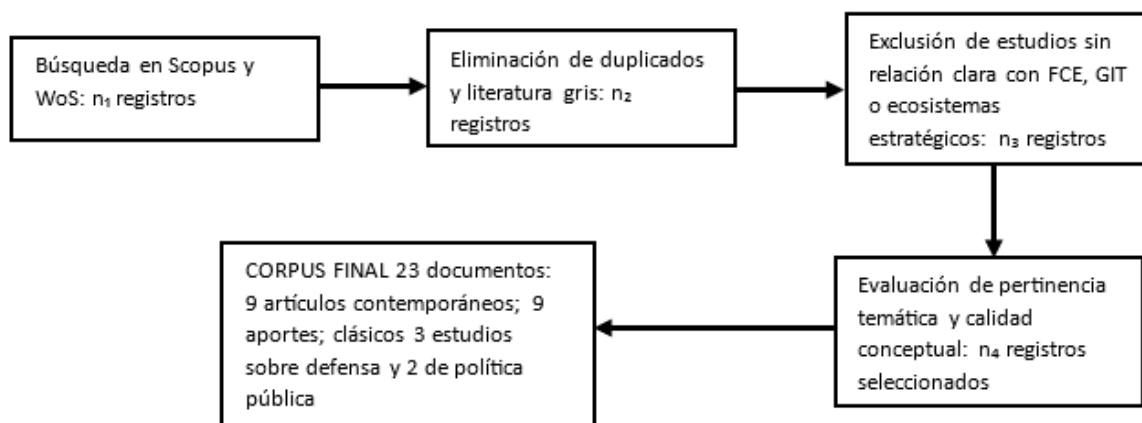 Búsqueda en Scopus y
WoS: n₁ registros
Eliminación de duplicados
y literatura gris: n₂
registros
Exclusión de estudios sin
relación clara con FCE, GIT
o ecosistemas
estratégicos: n₃ registros
Evaluación de pertinencia
temática y calidad
conceptual: n₄ registros
seleccionados
CORPUS FINAL 23 documentos:
9 artículos contemporáneos; 9
aportes; clásicos 3 estudios
sobre defensa y 2 de política
pública